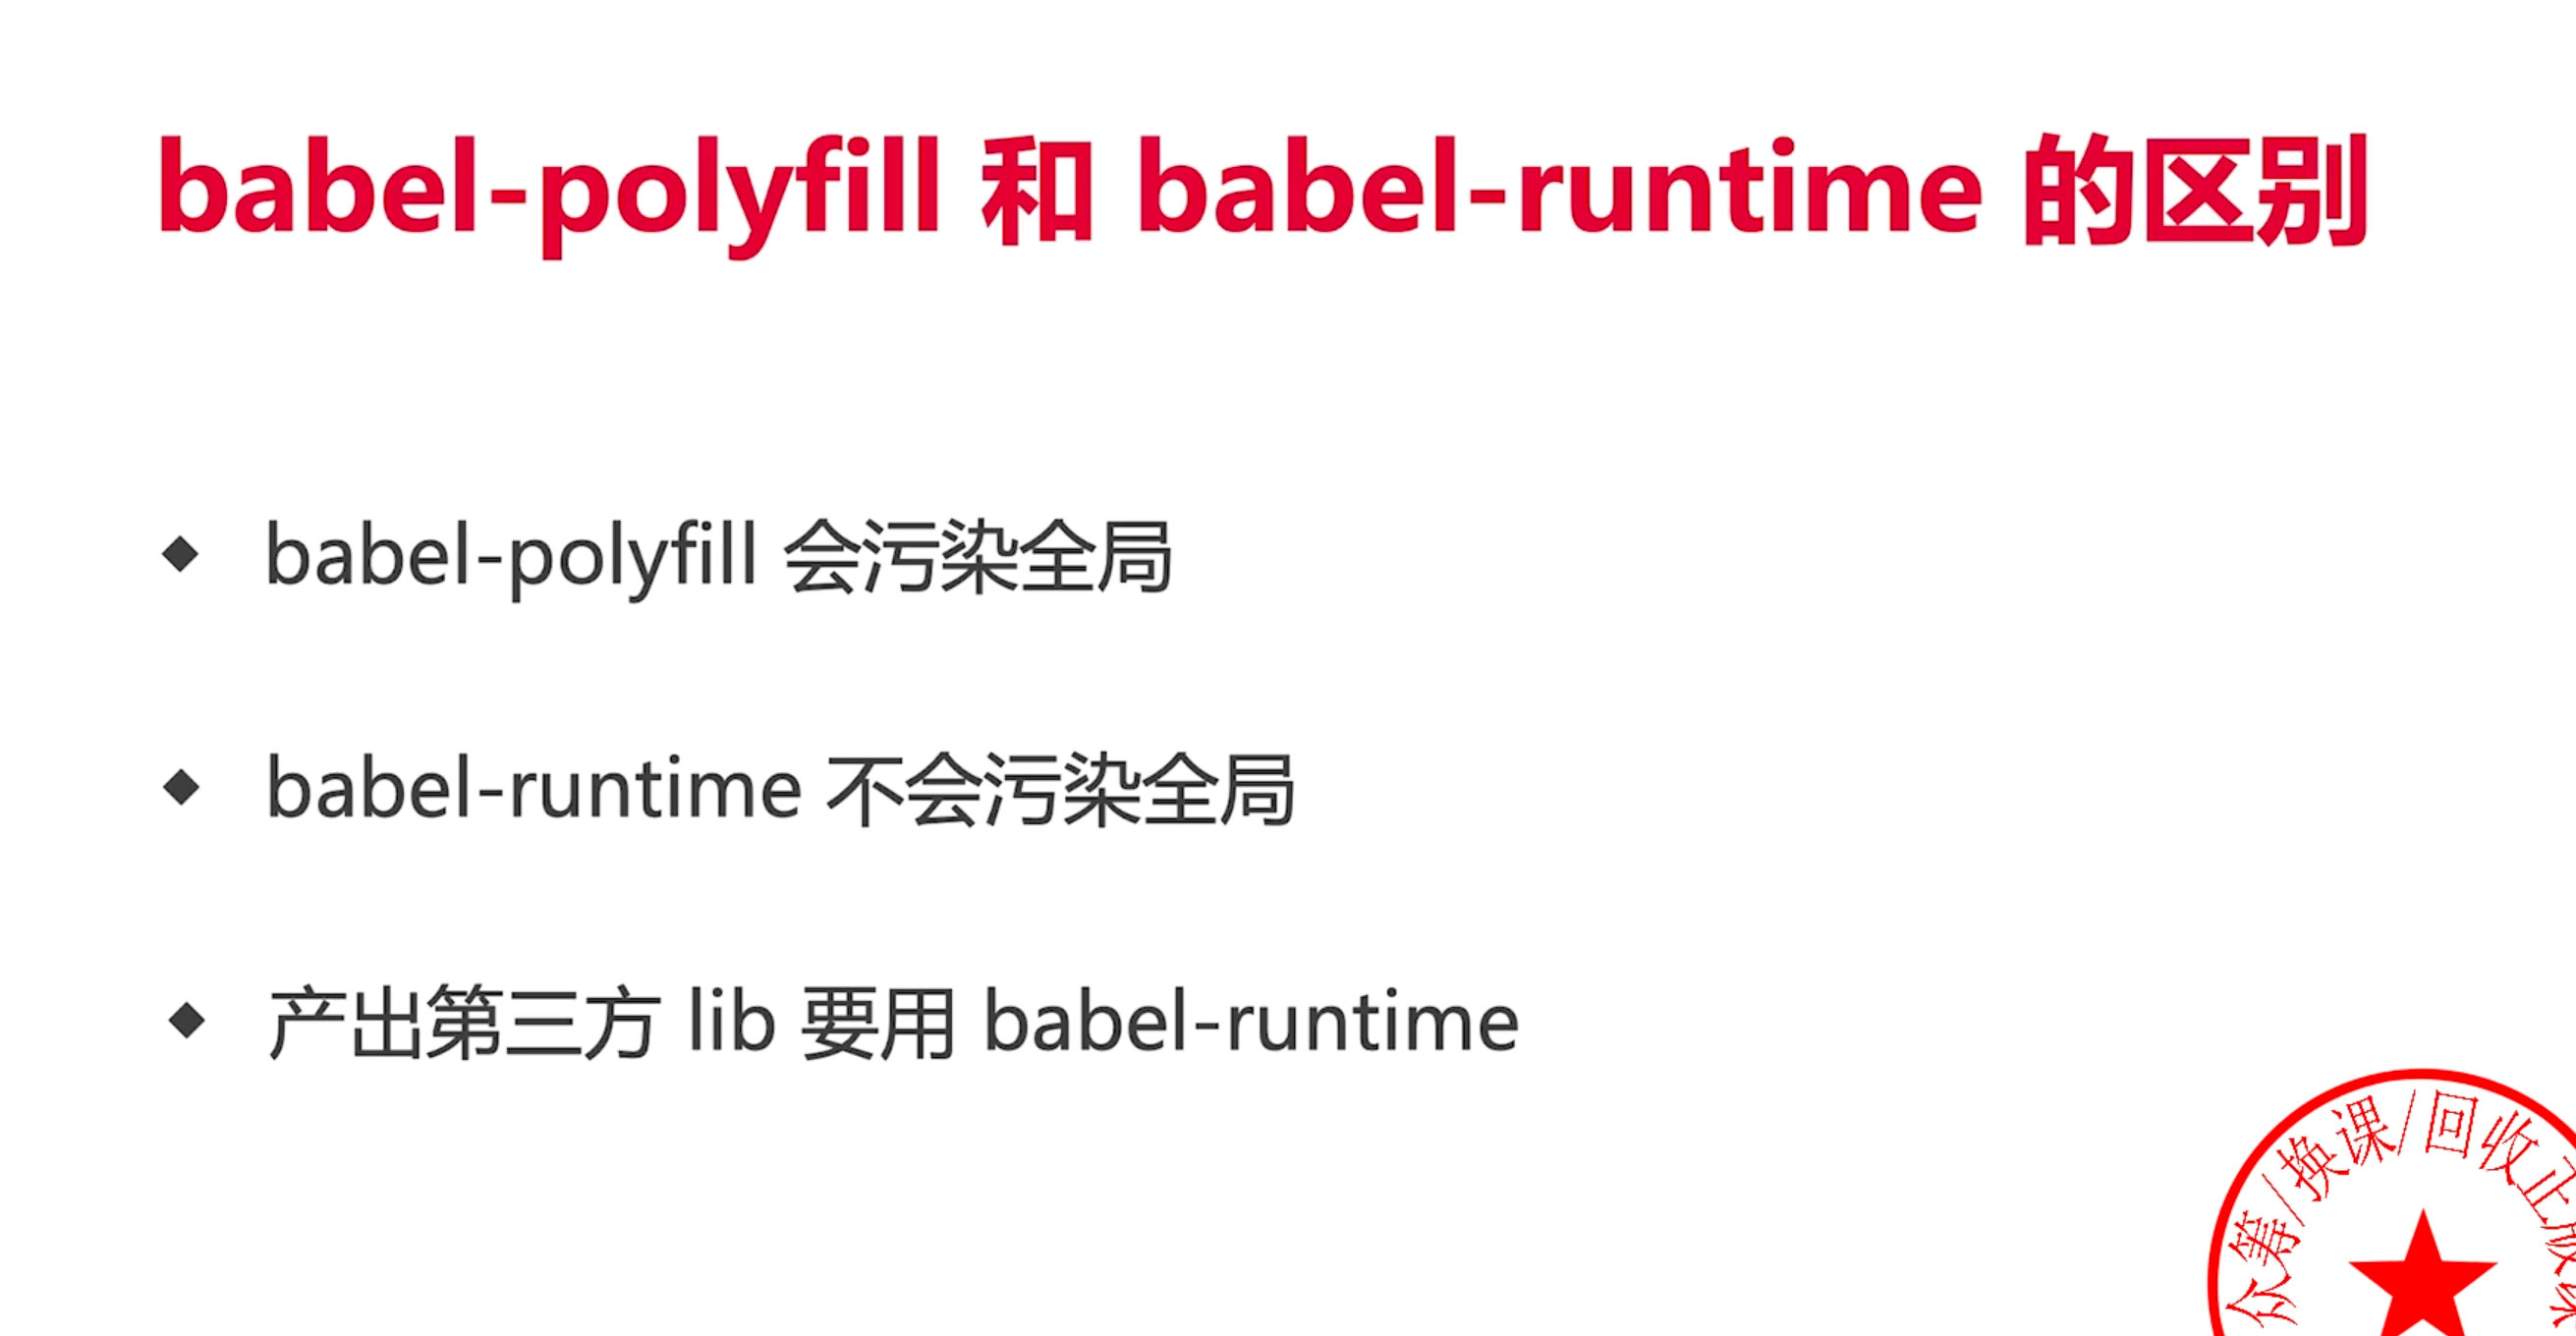 babel-polyfill 和 babel-runtime 的区别
◆ babel-polyfill 会污染全局
◆ babel-runtime 不会污染全局
◆ 产出第三方 lib 要用 babel-runtime
众筹/换课/回收正版